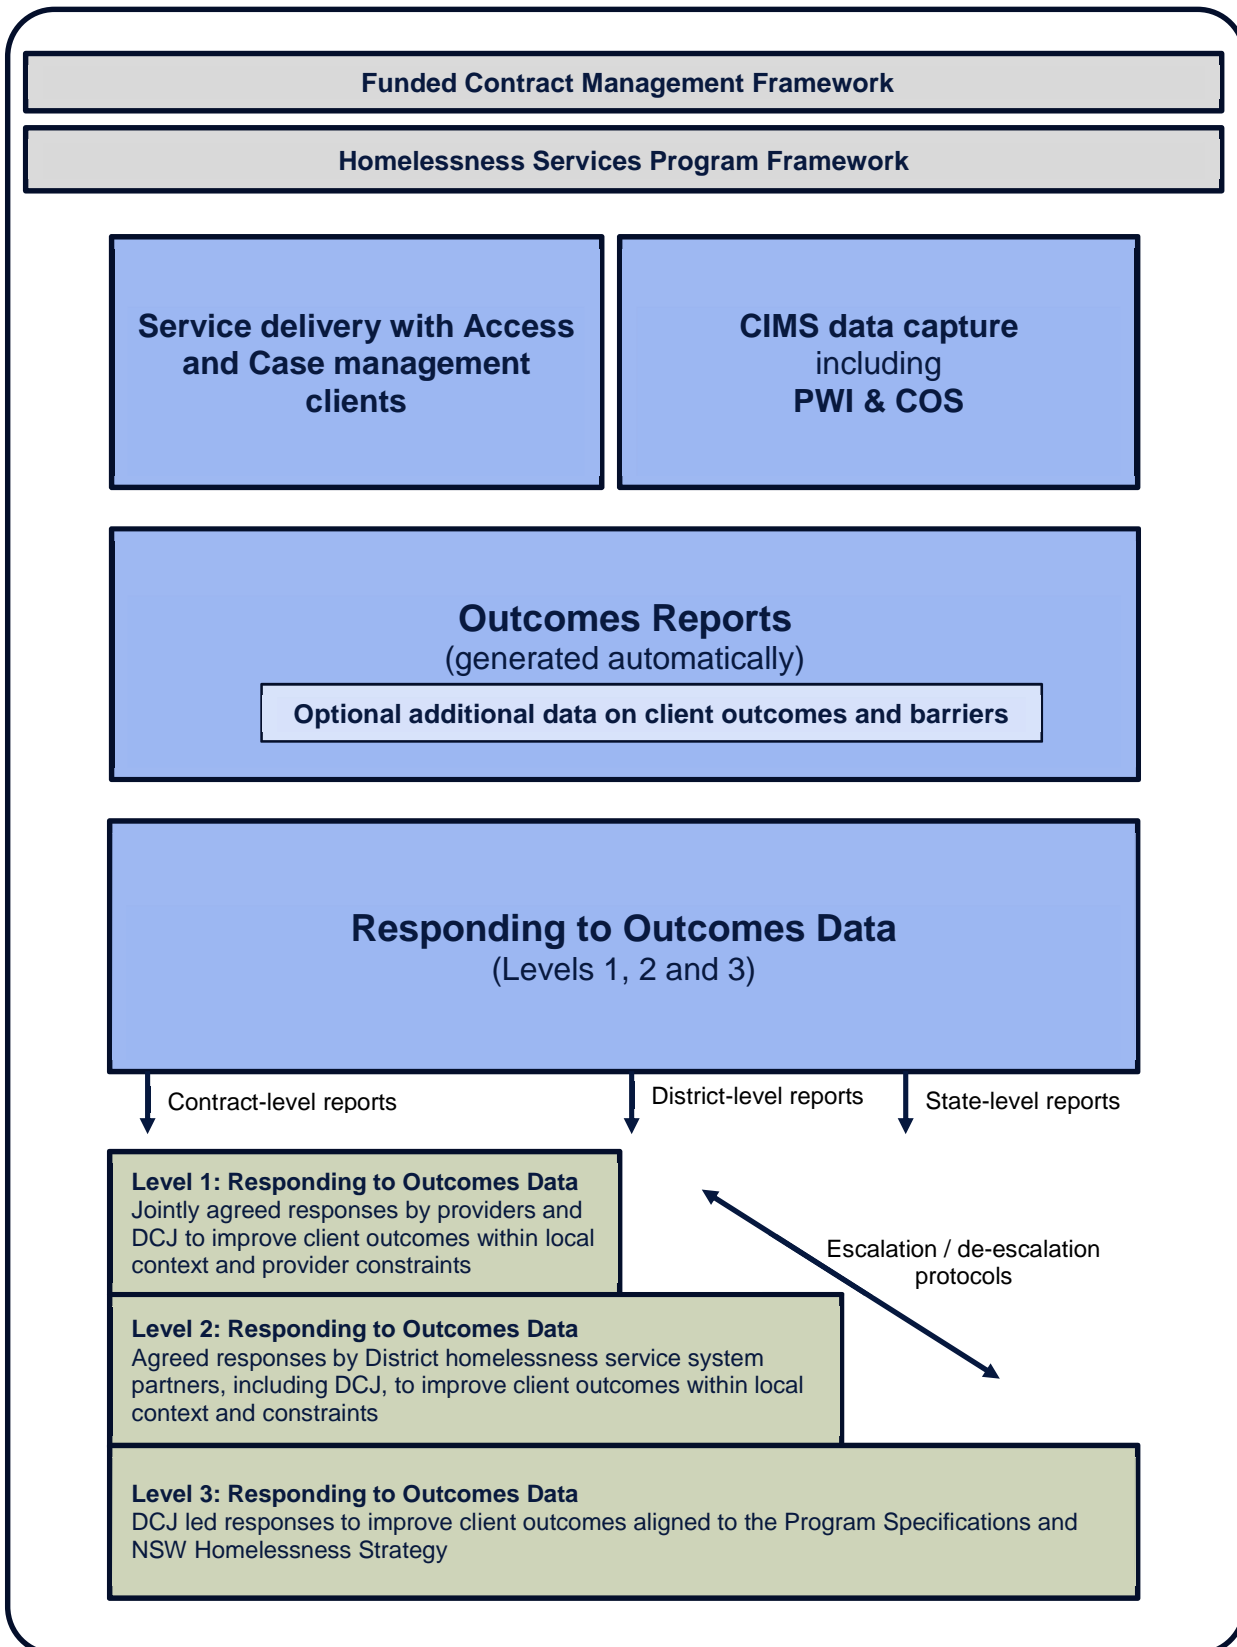 Funded Contract Management Framework
Homelessness Services Program Framework
Service delivery with Access
and Case management
clients
CIMS data capture
including
PWI & COS
Outcomes Reports
(generated automatically)
Optional additional data on client outcomes and barriers
Responding to Outcomes Data
(Levels 1, 2 and 3)
Contract-level reports
District-level reports
State-level reports
Level 1: Responding to Outcomes Data
Jointly agreed responses by providers and
DCJ to improve client outcomes within local
context and provider constraints
Escalation / de-escalation
protocols
Level 2: Responding to Outcomes Data
Agreed responses by District homelessness service system
partners, including DCJ, to improve client outcomes within local
context and constraints
Level 3: Responding to Outcomes Data
DCJ led responses to improve client outcomes aligned to the Program Specifications and
NSW Homelessness Strategy